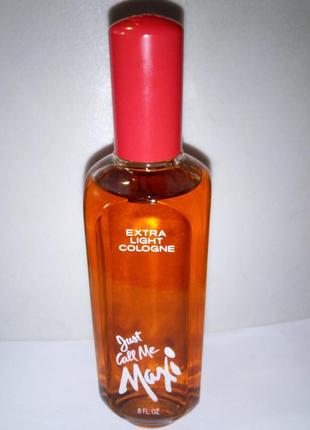 EXTRA
LIGHT
COLOGNE
Just
Call Me
Maxi
8 FL. OZ